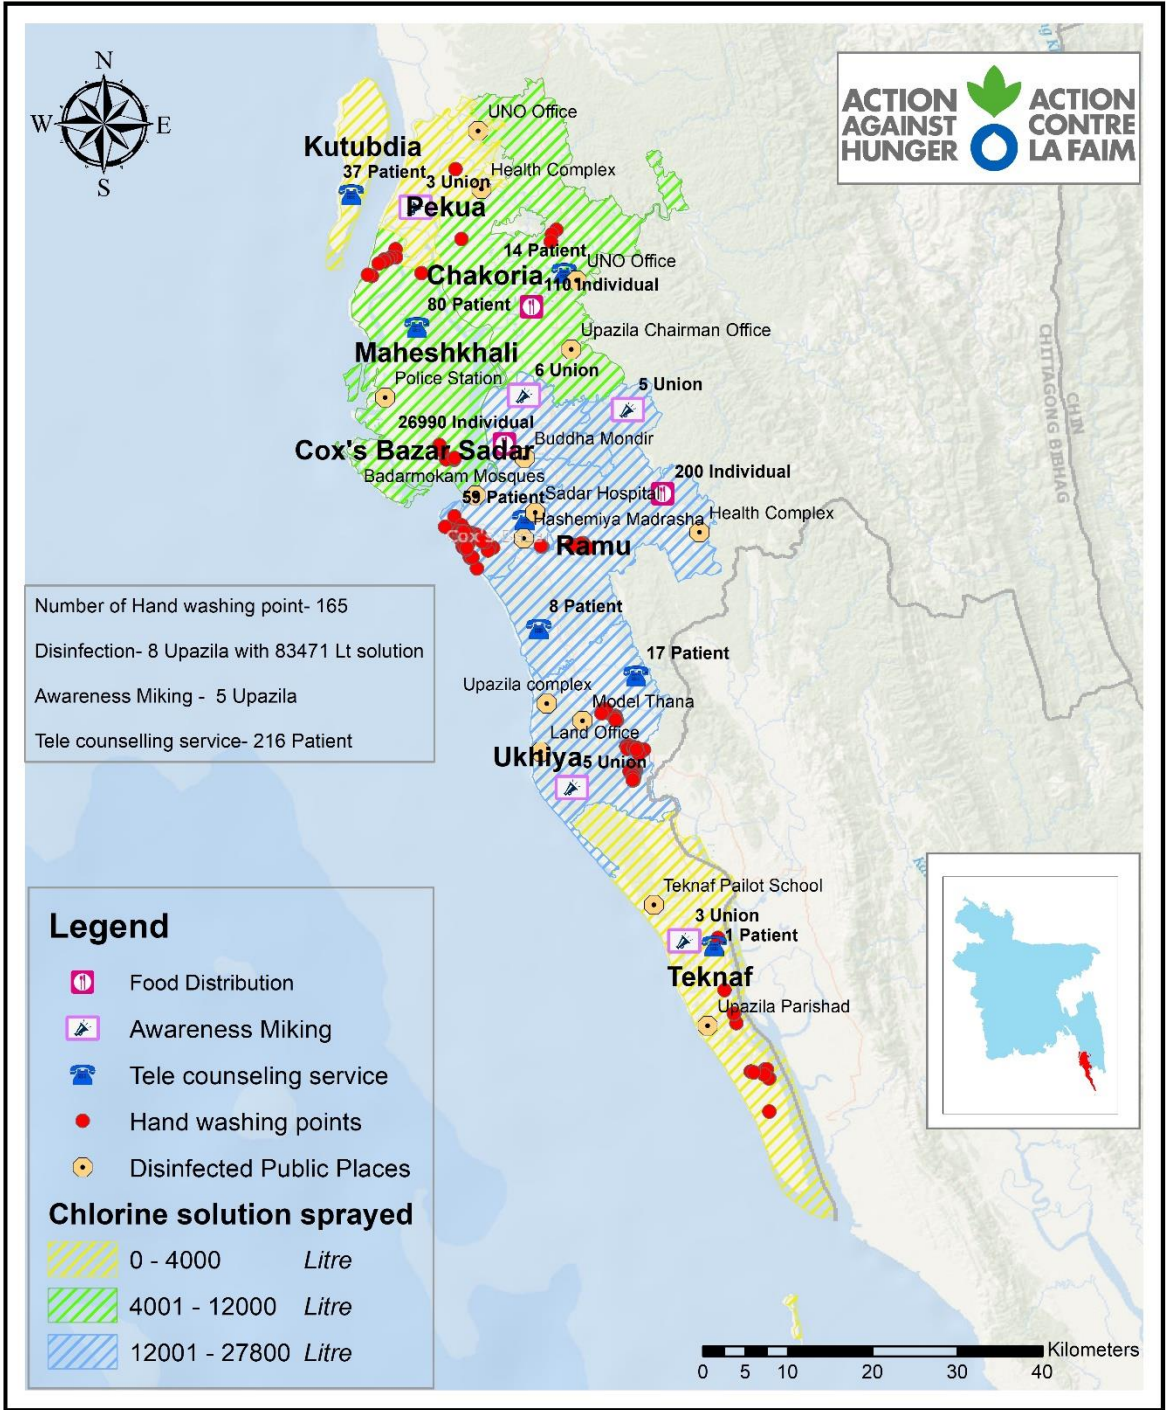 N
W
E
S
ACTION AGAINST HUNGER
ACTION CONTRE LA FAIM
UNO Office
Kutubdia
37 Patient
3 Union
Health Complex
Pekua
14 Patient
UNO Office
Chakoria
110 Individual
80 Patient
Upazila Chairman Office
Maheshkhali
6 Union
Police Station
5 Union
26990 Individual
Buddha Mondir
Cox's Bazar Sadar
Badarmokam Mosques
200 Individual
59 Patient
Sadar Hospital
Hashemiya Madrasha
Health Complex
Ramu
CHITTAGONG BIBHAG
CHIN
Number of Hand washing point- 165
Disinfection- 8 Upazila with 83471 Lt solution
Awareness Miking - 5 Upazila
Tele counselling service- 216 Patient
8 Patient
17 Patient
Upazila complex
Model Thana
Land Office
Ukhiya
5 Union
Teknaf Pailot School
3 Union
1 Patient
Teknaf
Upazila Parishad
Legend
Food Distribution
Awareness Miking
Tele counseling service
Hand washing points
Disinfected Public Places
Chlorine solution sprayed
0 - 4000 Litre
4001 - 12000 Litre
12001 - 27800 Litre
Kilometers
0 5 10 20 30 40